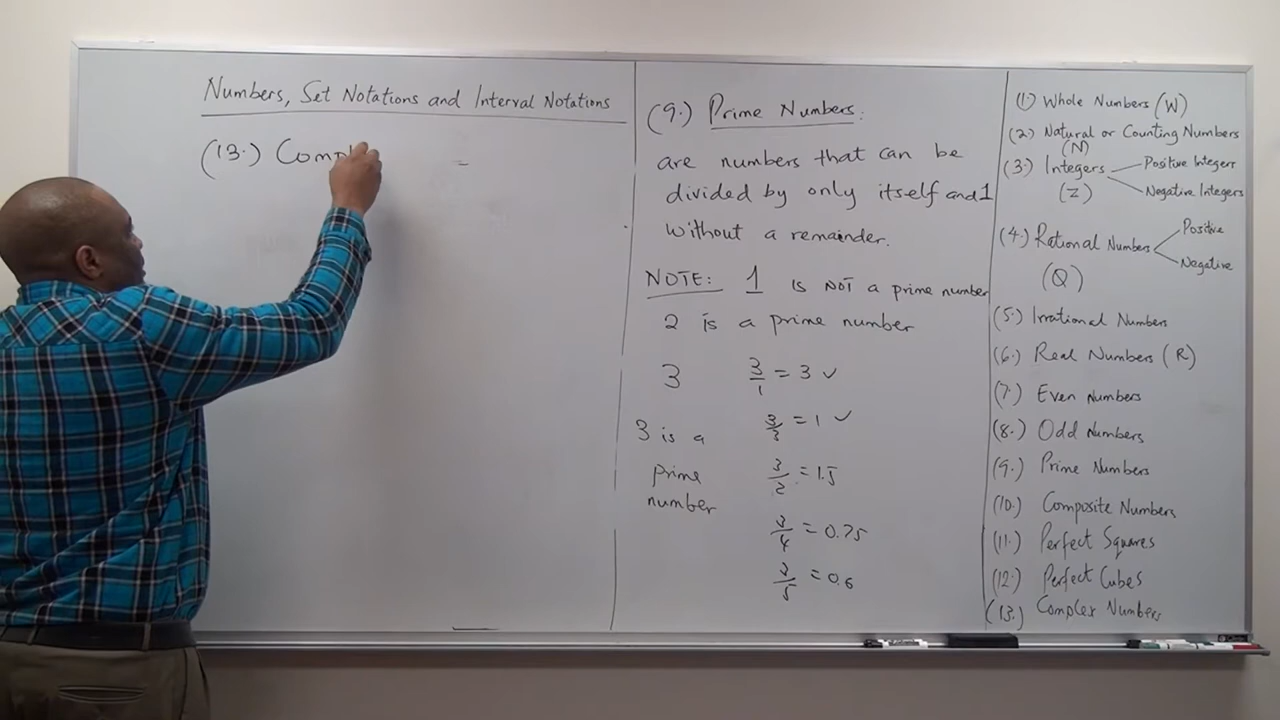 Numbers, Set Notations and Interval Notations
(13.) Compl
=
(9.) Prime Numbers:
are numbers that can be
divided by only itself and 1
without a remainder.
NOTE: 1 is NOT a prime number
2 is a prime number
3 3/1 = 3 ✓
3/3 = 1 ✓
3 is a
prime
number
3/2 = 1.5
3/4 = 0.75
3/5 = 0.6
(1.) Whole Numbers (W)
(2.) Natural or Counting Numbers
(N)
(3.) Integers
(Z)
Positive Integers
Negative Integers
(4.) Rational Numbers
(Q)
Positive
Negative
(5.) Irrational Numbers
(6.) Real Numbers (R)
(7.) Even Numbers
(8.) Odd Numbers
(9.) Prime Numbers
(10.) Composite Numbers
(11.) Perfect Squares
(12.) Perfect Cubes
(13.) Complex Numbers